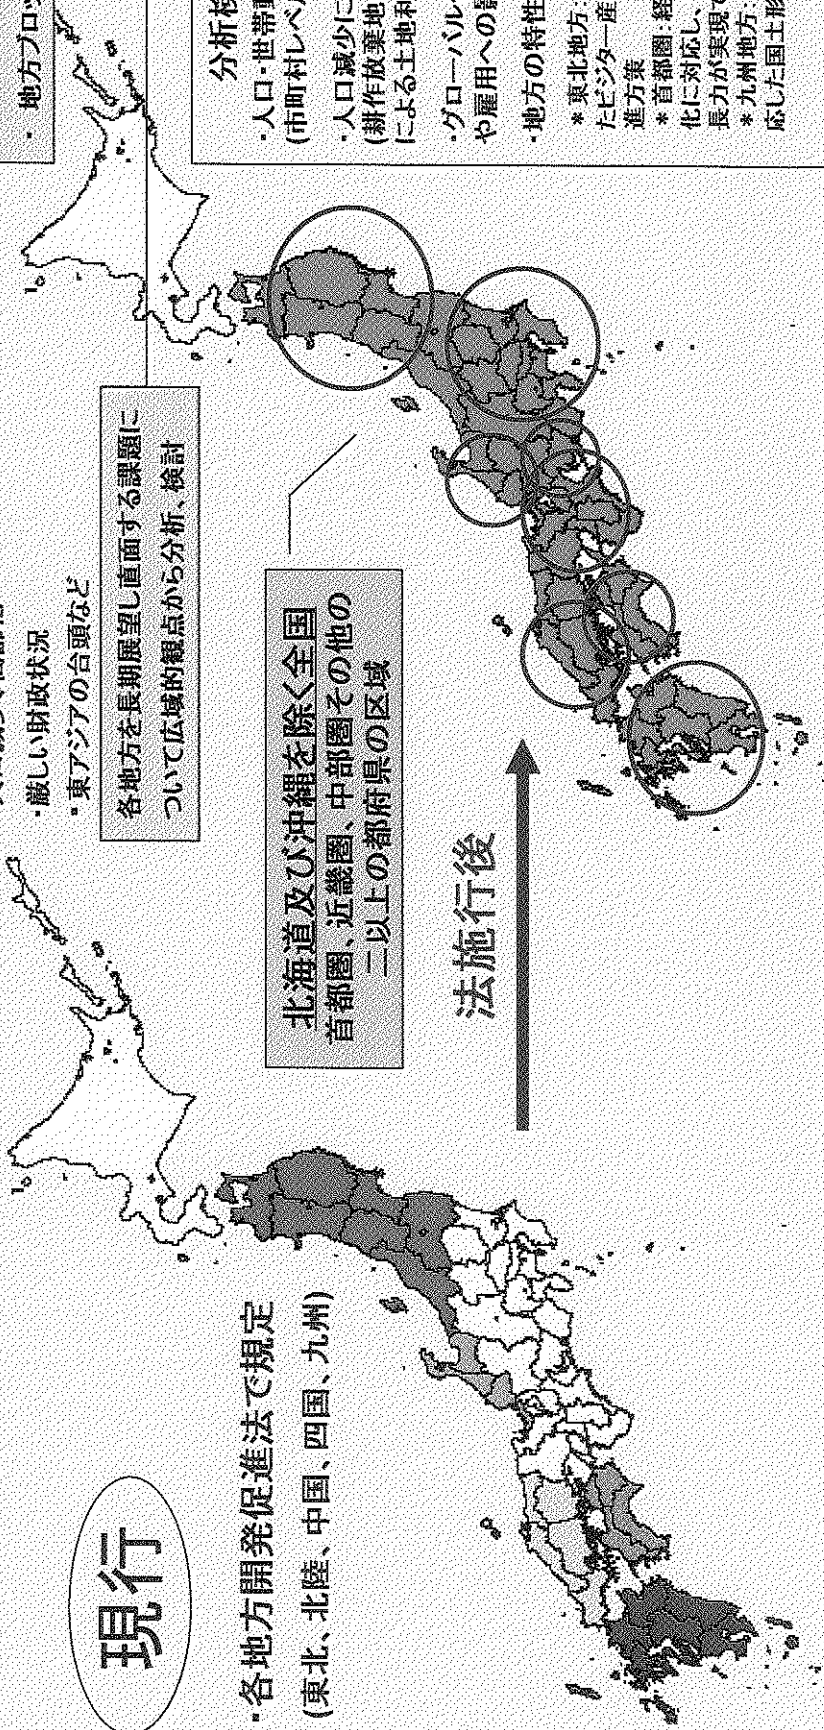 現行
・各地方開発促進法で規定
(東北、北陸、中国、四国、九州)
・厳しい財政状況
・東アジアの台頭など
各地方を長期展望し直面する課題に
ついて広域的観点から分析、検討
北海道及び沖縄を除く全国
首都圏、近畿圏、中部圏その他の
二以上の都府県の区域
法施行後
・地方ブロッ
分析検
・人口・世帯動
(市町村レベル
・人口減少に
(耕作放棄地
による土地利
・グローバル
や雇用への影
・地方の特性
*東北地方:
たビジター産
進方策
*首都圏:経
化に対応し、
長力が実現で
*九州地方:
応した国土形